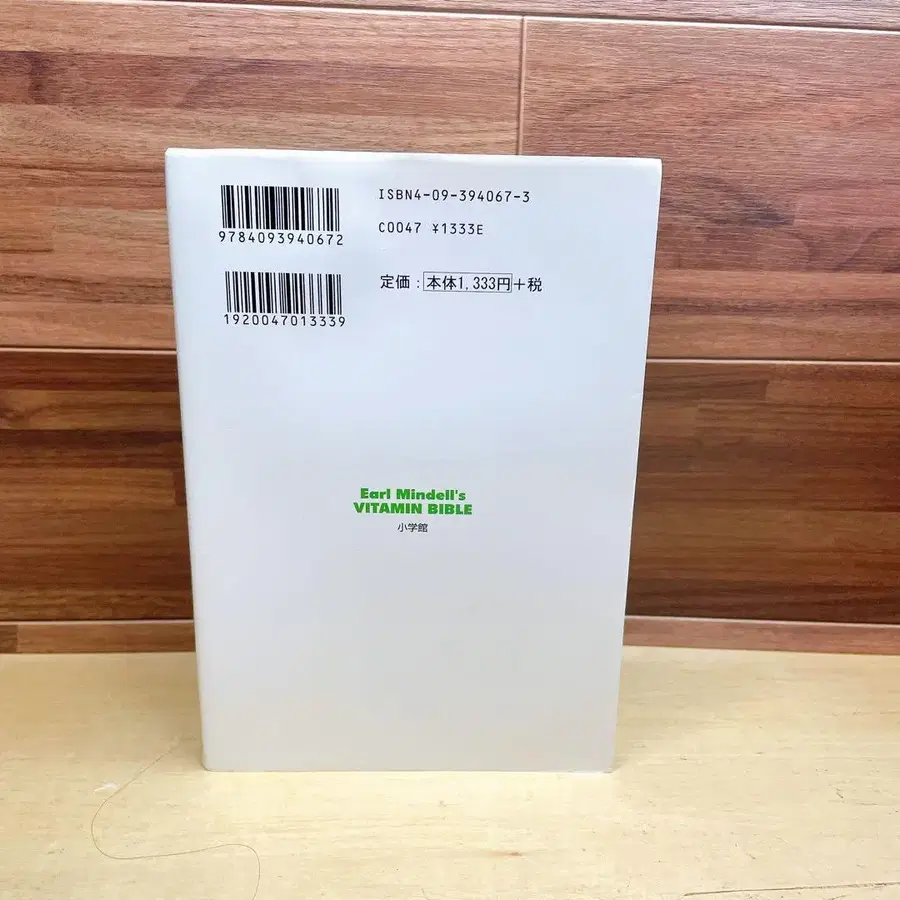 ISBN4-09-394067-3
9784093940672
C0047 ¥1333E
1920047013339
定価：本体1,333円+税
Earl Mindell's
VITAMIN BIBLE
小学館